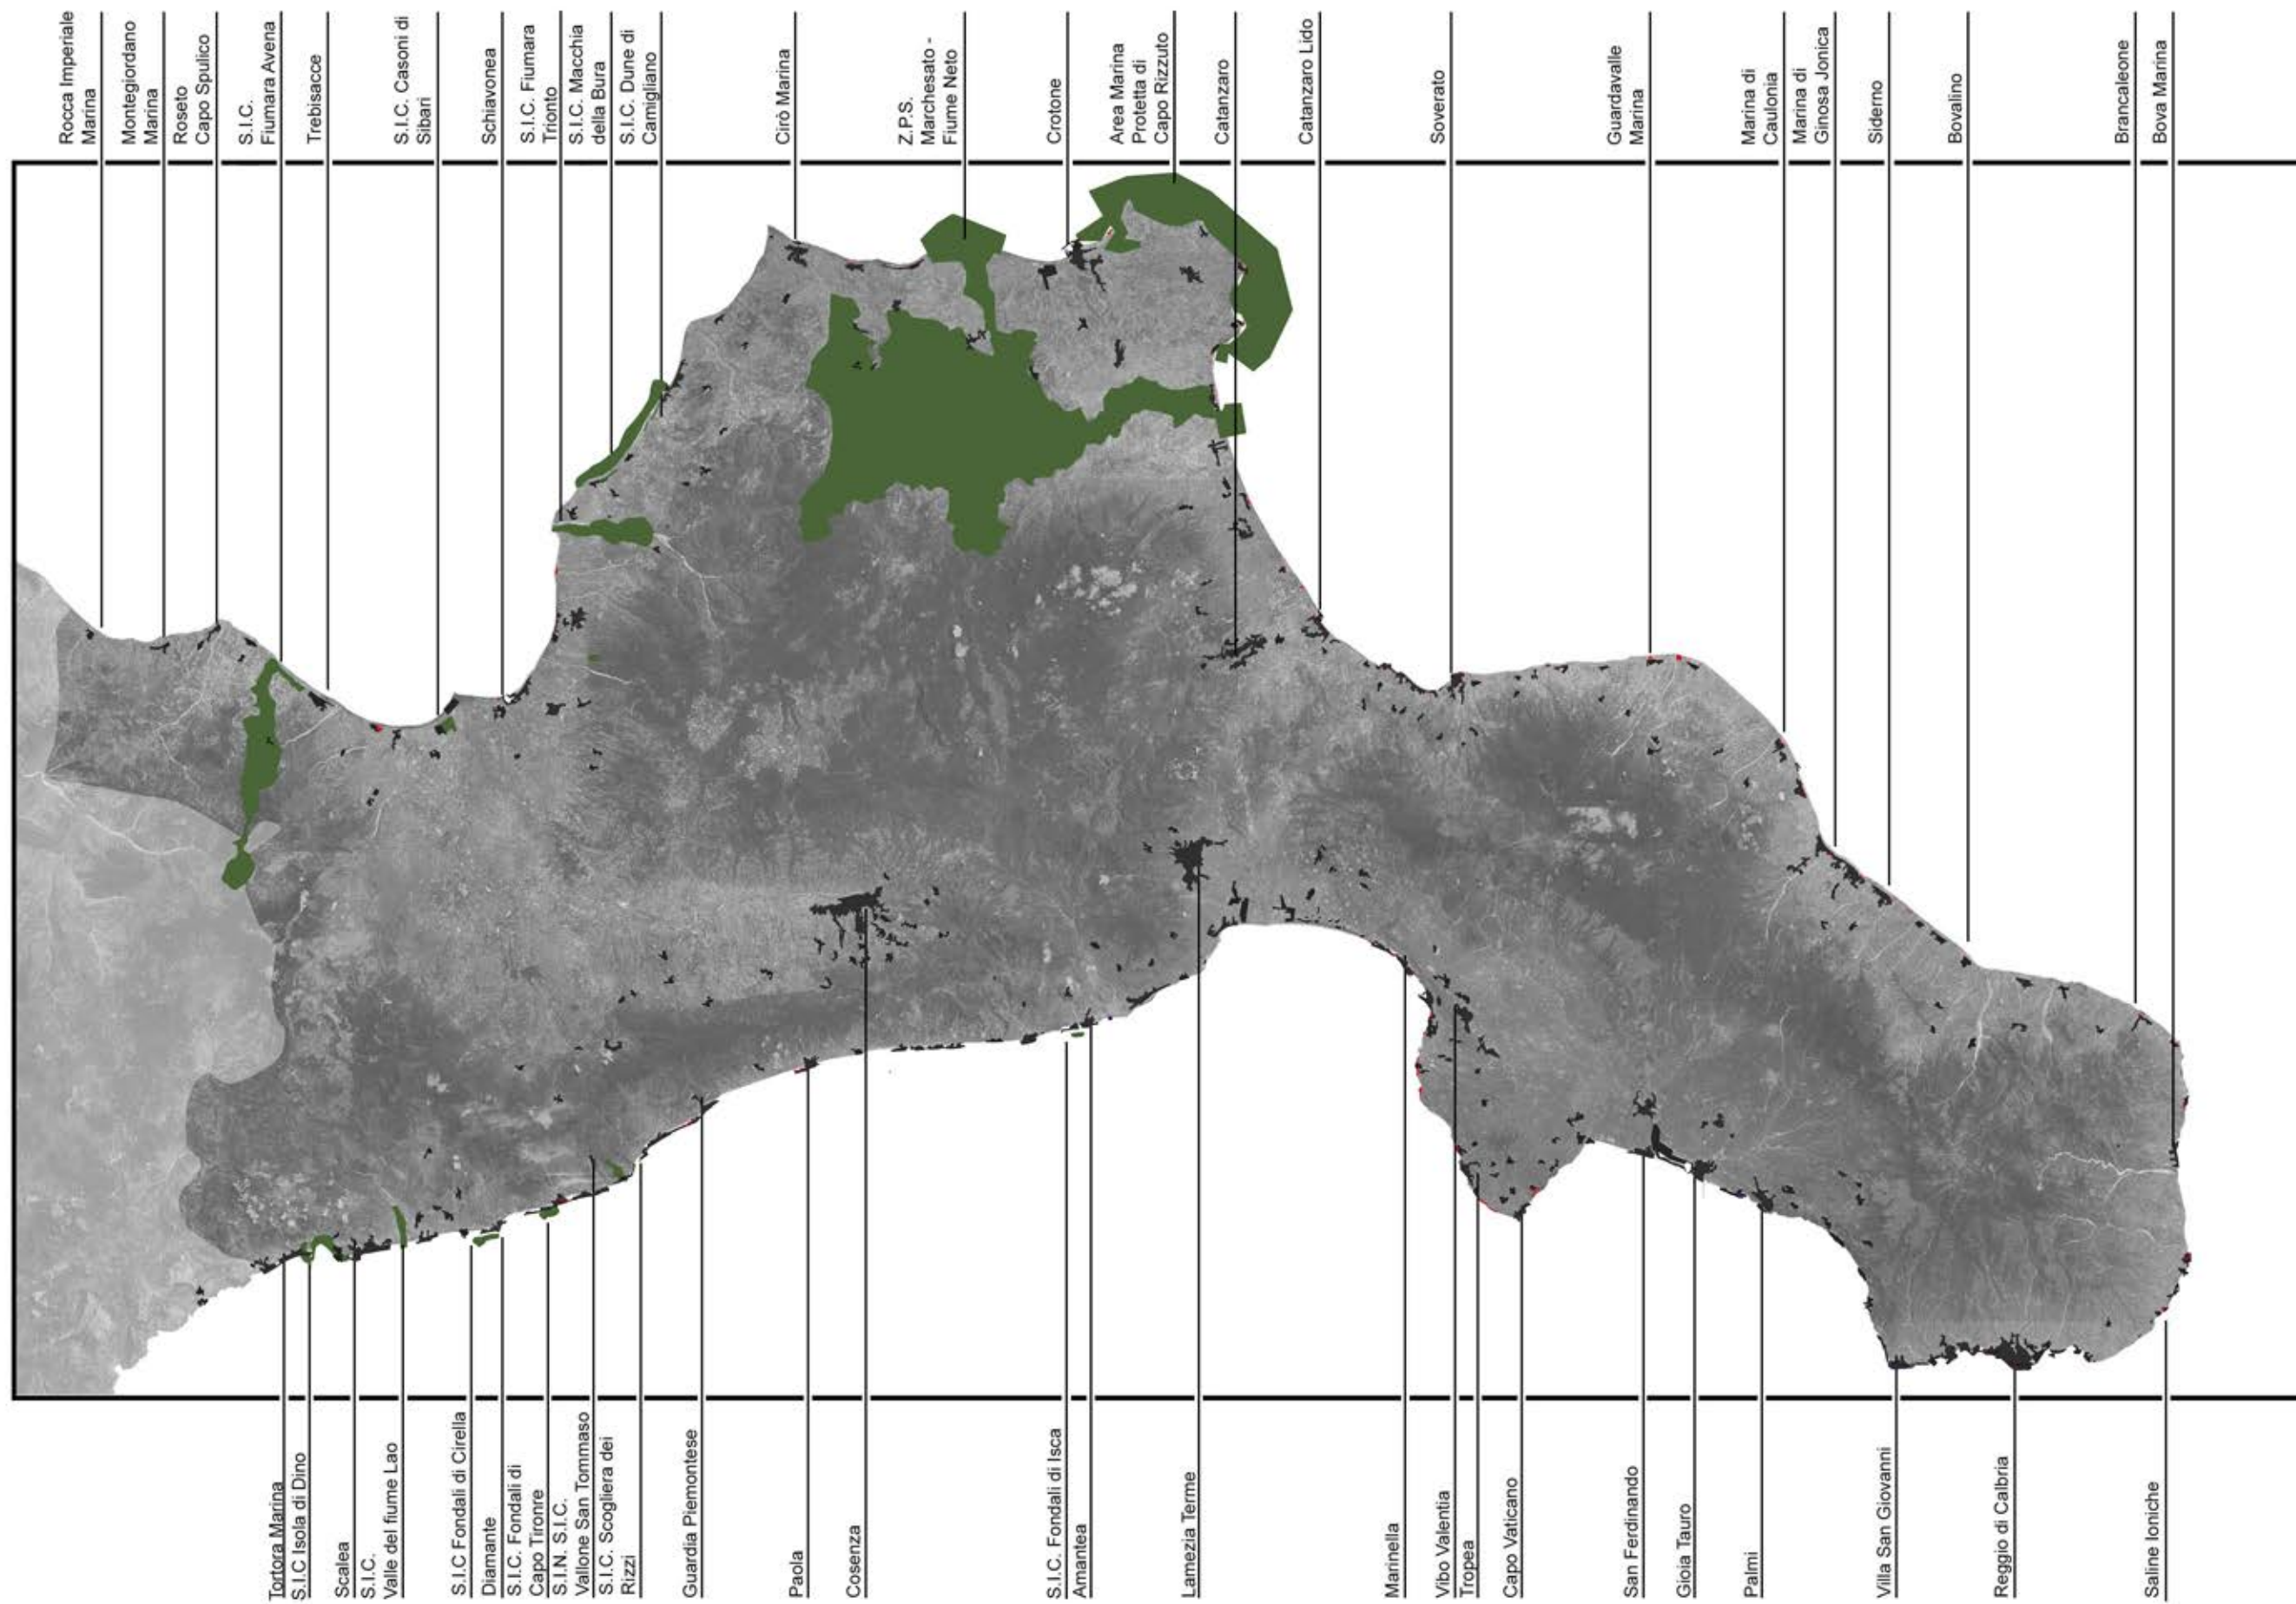 Rocca Imperiale
Marina
Montegiordano
Marina
Roseto
Capo Spulico
S.I.C.
Fiumara Avena
Trebisacce
S.I.C. Casoni di
Sibari
Schiavonea
S.I.C. Fiumara
Trionto
S.I.C. Macchia
della Bura
S.I.C. Dune di
Camigliano
Cirò Marina
Z.P.S.
Marchesato -
Fiume Neto
Crotone
Area Marina
Protetta di
Capo Rizzuto
Catanzaro
Catanzaro Lido
Soverato
Guardavalle
Marina
Marina di
Caulonia
Marina di
Ginosa Jonica
Siderno
Bovalino
Brancaleone
Bova Marina
Tortora Marina
S.I.C Isola di Dino
Scalea
S.I.C.
Valle del fiume Lao
S.I.C Fondali di Cirella
Diamante
S.I.C. Fondali di
Capo Tironre
S.I.N. S.I.C.
Vallone San Tommaso
S.I.C. Scogliera dei
Rizzi
Guardia Piemontese
Paola
Cosenza
S.I.C. Fondali di Isca
Amantea
Lamezia Terme
Marinella
Vibo Valentia
Tropea
Capo Vaticano
San Ferdinando
Gioia Tauro
Palmi
Villa San Giovanni
Reggio di Calbria
Saline Ioniche